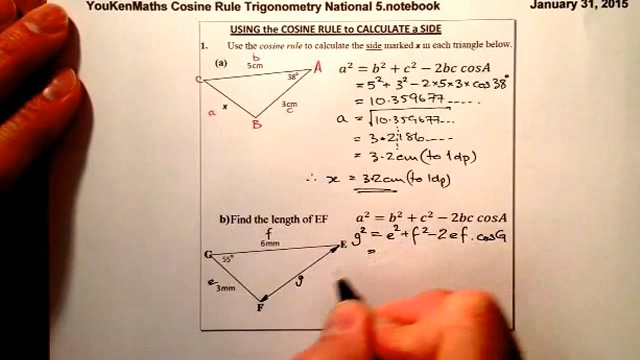 YouKenMaths Cosine Rule Trigonometry National 5.notebook
January 31, 2015
USING the COSINE RULE to CALCULATE a SIDE
1. Use the cosine rule to calculate the side marked x in each triangle below.
(a)
b
5cm
A
38°
C
x
a
3cm
c
B
a² = b² + c² − 2bc cosA
= 5² + 3² − 2×5×3×cos38°
= 10.359677.....
a = √10.359677...
= 3.2186----
= 3.2cm (to 1dp)
∴ x = 3.2cm (to 1dp)
b)Find the length of EF
f
6mm
G
E
55°
e
3mm
g
F
a² = b² + c² − 2bc cosA
g² = e² + f² − 2ef.cosG
=